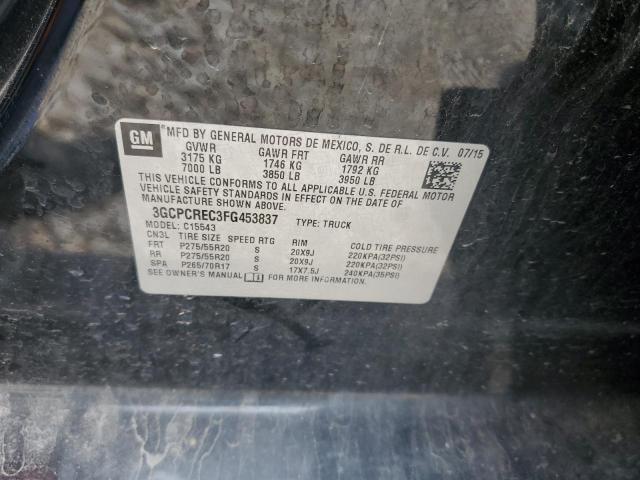 GM
MFD BY GENERAL MOTORS DE MEXICO, S. DE R.L. DE C.V. 07/15
GVWR GAWR FRT GAWR RR
3175 KG 1746 KG 1792 KG
7000 LB 3850 LB 3950 LB
THIS VEHICLE CONFORMS TO ALL APPLICABLE U.S. FEDERAL MOTOR
VEHICLE SAFETY STANDARDS IN EFFECT ON THE DATE OF
MANUFACTURE SHOWN ABOVE.
3GCPCREC3FG453837 TYPE: TRUCK
MODEL: C15543
CN3L TIRE SIZE SPEED RTG RIM COLD TIRE PRESSURE
FRT P275/55R20 S 20X9J 220KPA(32PSI)
RR P275/55R20 S 20X9J 220KPA(32PSI)
SPA P265/70R17 S 17X7.5J 240KPA(35PSI)
SEE OWNER'S MANUAL FOR MORE INFORMATION.